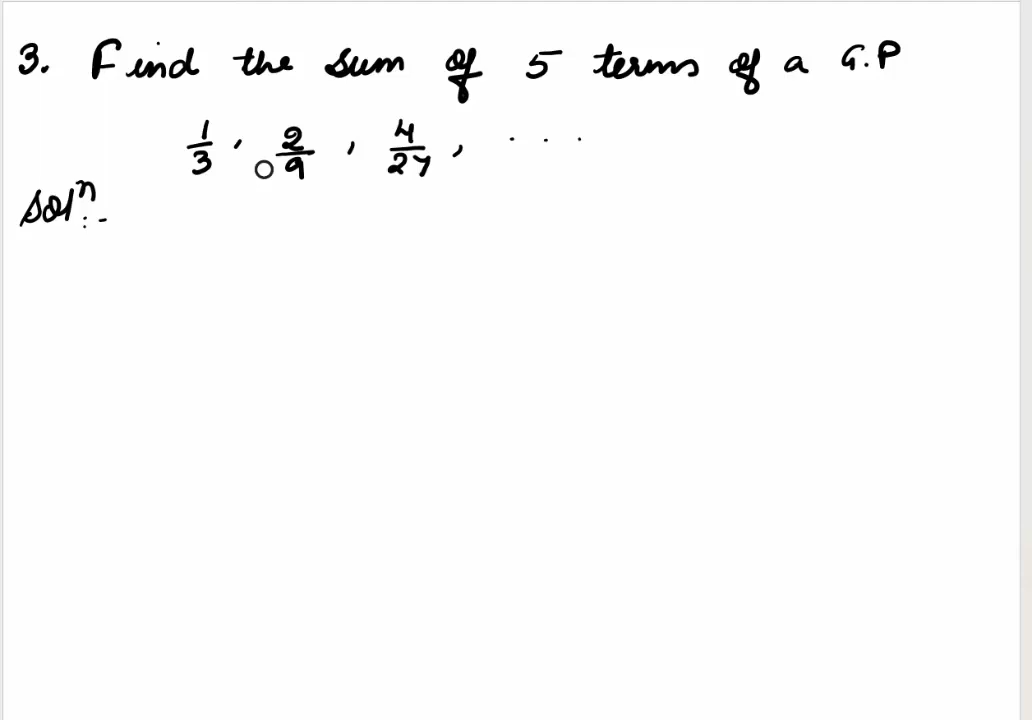 3. Find the sum of 5 terms of a G.P
1/3, 2/9, 4/27, . . .
Solⁿ:-